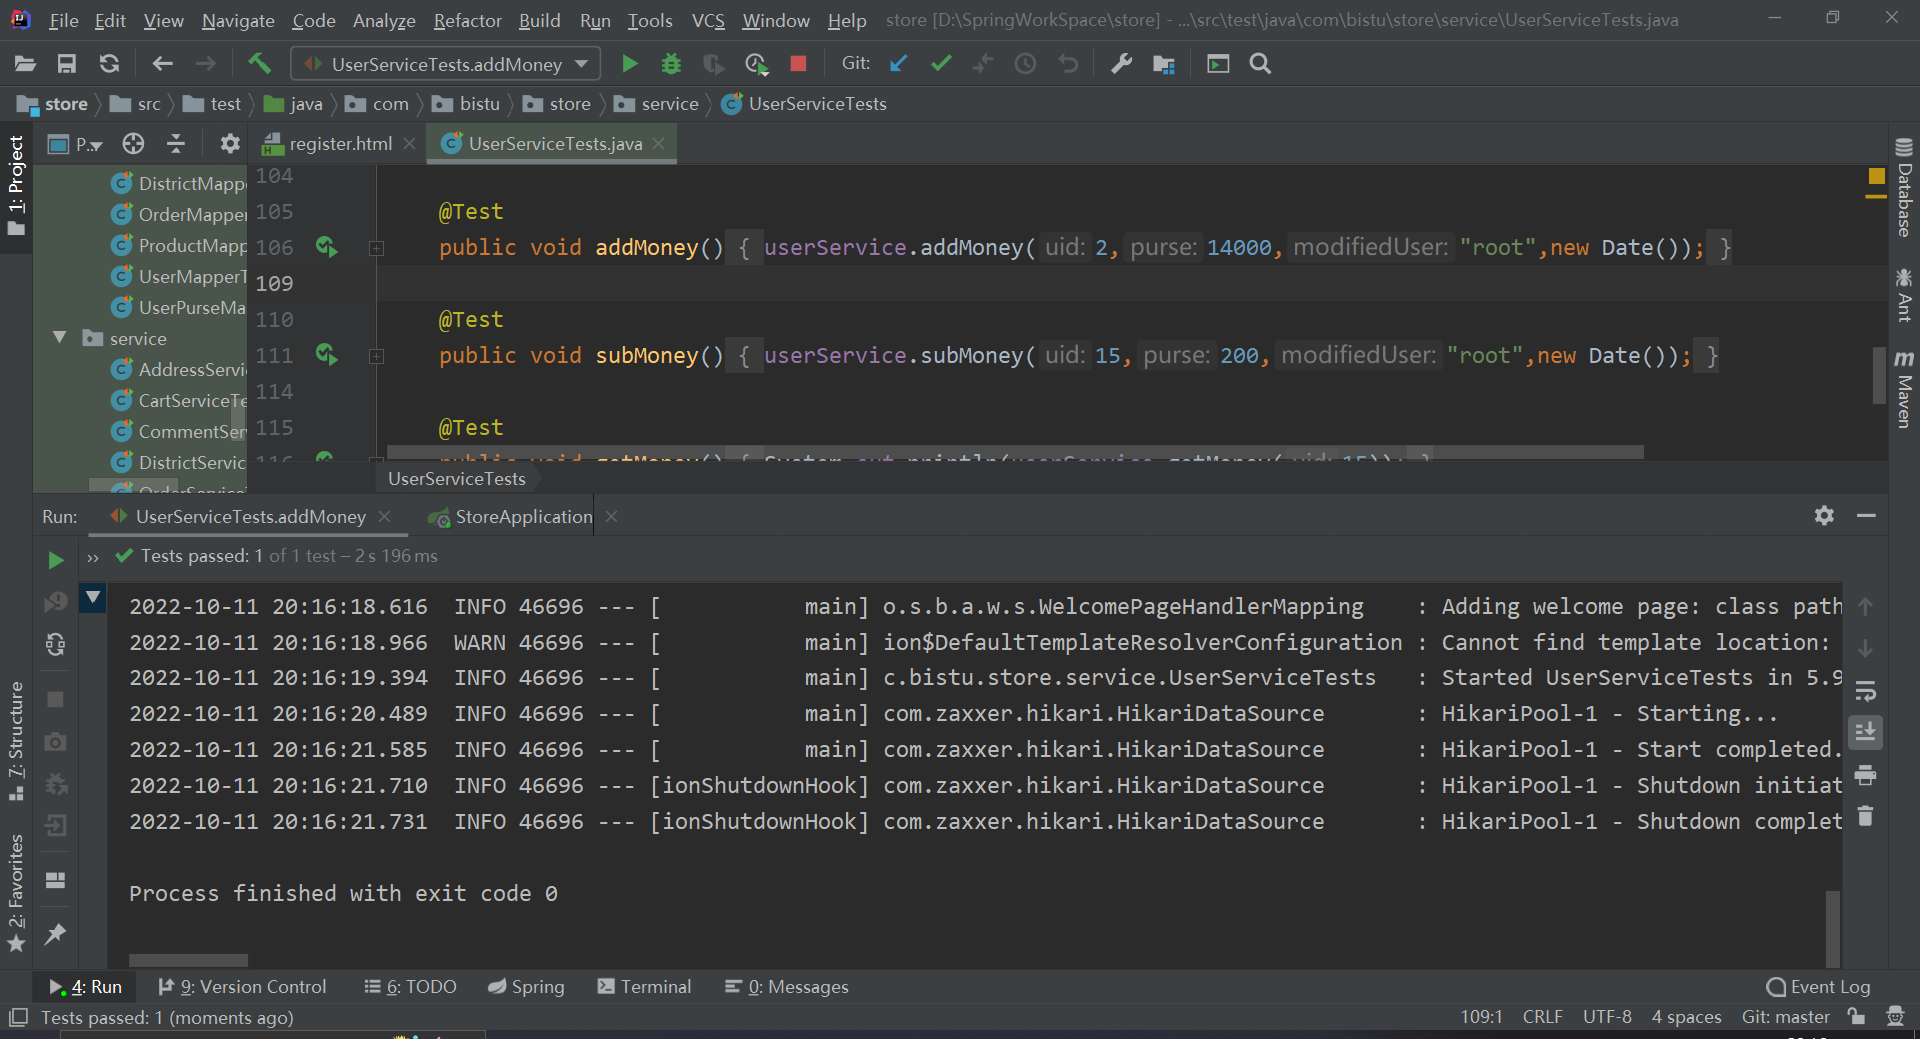 File Edit View Navigate Code Analyze Refactor Build Run Tools VCS Window Help store [D:\SpringWorkSpace\store] - ...\src\test\java\com\bistu\store\service\UserServiceTests.java
UserServiceTests.addMoney Git:
store src test java com bistu store service UserServiceTests
1: Project
P..
register.html
UserServiceTests.java
DistrictMapp
OrderMapper
ProductMapp
UserMapperT
UserPurseMa
service
AddressServi
CartServiceTe
CommentSer
DistrictServic
OrderService
104
105 @Test
106 public void addMoney() { userService.addMoney( uid: 2, purse: 14000, modifiedUser: "root",new Date()); }
109
110 @Test
111 public void subMoney() { userService.subMoney( uid: 15, purse: 200, modifiedUser: "root",new Date()); }
114
115 @Test
116 public void getMoney() { System.out.println(userService.getMoney( uid: 15)); }
UserServiceTests
Database
Ant
Maven
Run: UserServiceTests.addMoney StoreApplication
Tests passed: 1 of 1 test – 2 s 196 ms
2022-10-11 20:16:18.616  INFO 46696 --- [           main] o.s.b.a.w.s.WelcomePageHandlerMapping    : Adding welcome page: class path
2022-10-11 20:16:18.966  WARN 46696 --- [           main] ion$DefaultTemplateResolverConfiguration : Cannot find template location:
2022-10-11 20:16:19.394  INFO 46696 --- [           main] c.bistu.store.service.UserServiceTests   : Started UserServiceTests in 5.9
2022-10-11 20:16:20.489  INFO 46696 --- [           main] com.zaxxer.hikari.HikariDataSource       : HikariPool-1 - Starting...
2022-10-11 20:16:21.585  INFO 46696 --- [           main] com.zaxxer.hikari.HikariDataSource       : HikariPool-1 - Start completed.
2022-10-11 20:16:21.710  INFO 46696 --- [ionShutdownHook] com.zaxxer.hikari.HikariDataSource       : HikariPool-1 - Shutdown initiat
2022-10-11 20:16:21.731  INFO 46696 --- [ionShutdownHook] com.zaxxer.hikari.HikariDataSource       : HikariPool-1 - Shutdown complet
Process finished with exit code 0
7: Structure
2: Favorites
4: Run 9: Version Control 6: TODO Spring Terminal 0: Messages Event Log
Tests passed: 1 (moments ago) 109:1 CRLF UTF-8 4 spaces Git: master